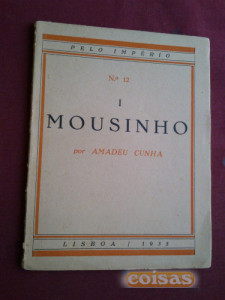 PELO IMPÉRIO
Nº 12
I
MOUSINHO
por AMADEU CUNHA
LISBOA / 1935
coisas